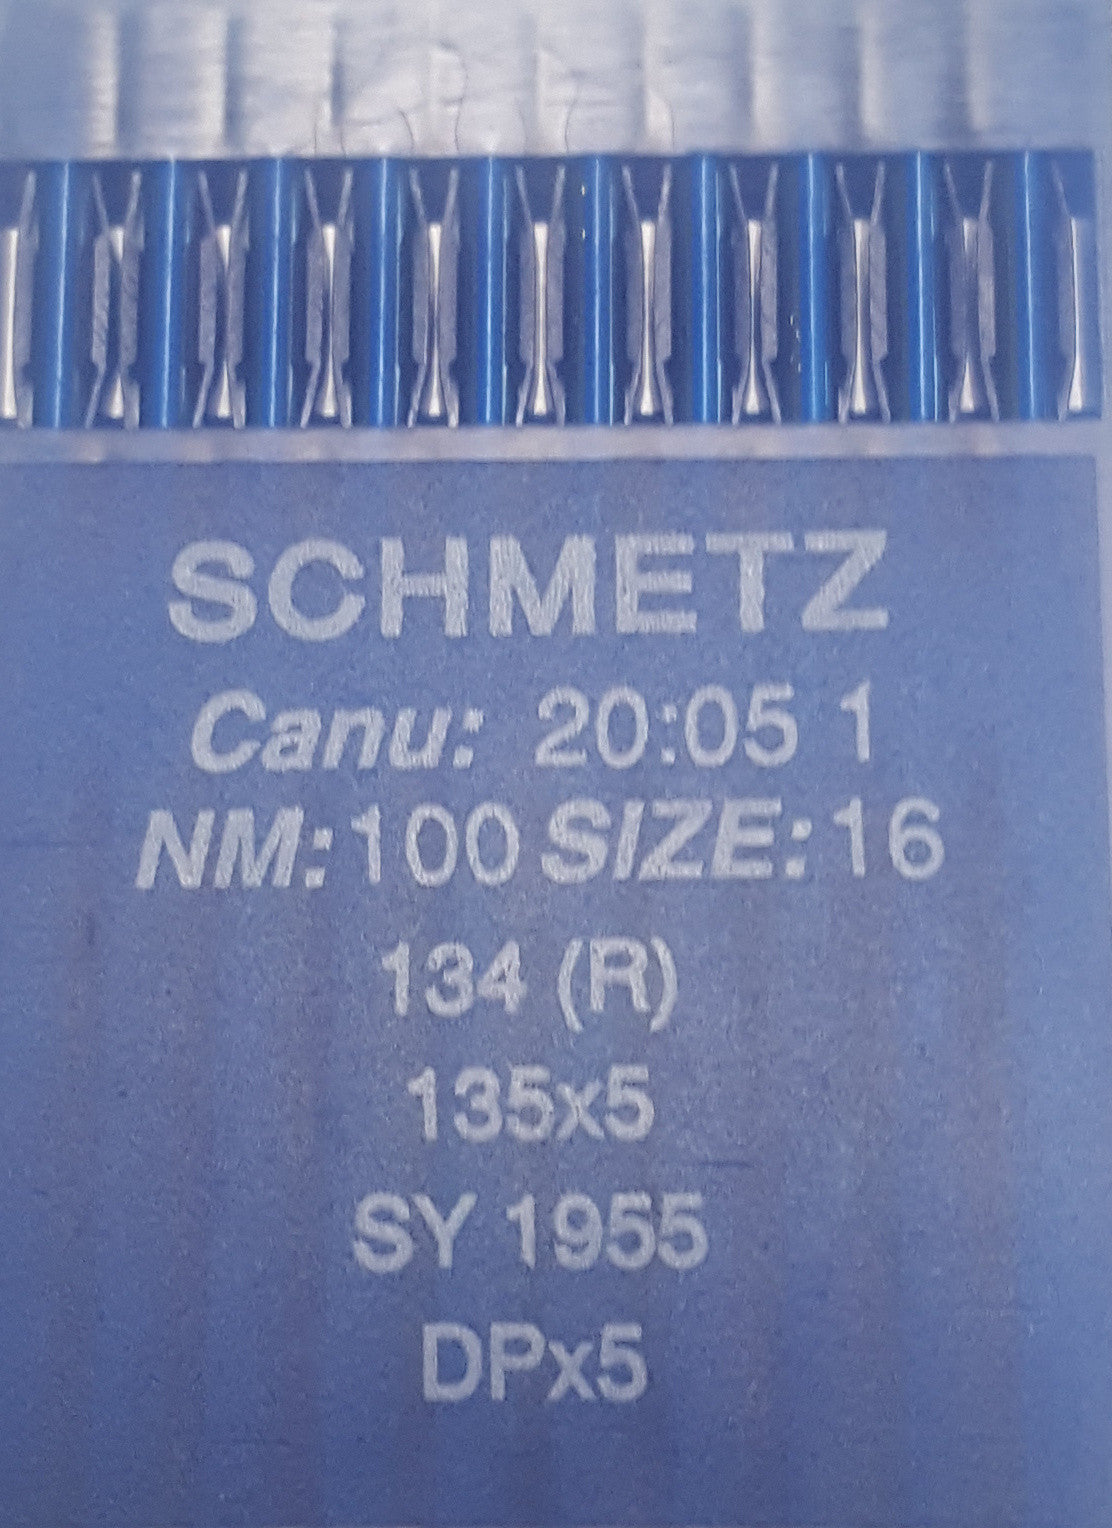 SCHMETZ
Canu: 20:05 1
NM:100 SIZE:16
134 (R)
135x5
SY 1955
DPx5